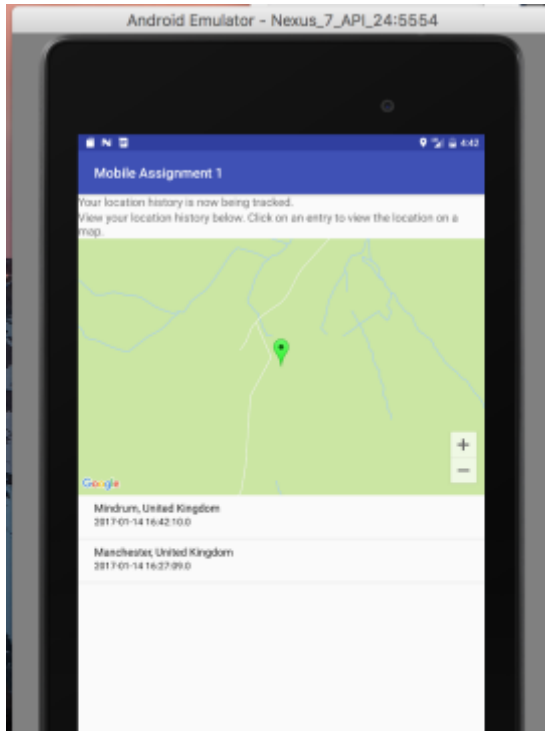 Android Emulator - Nexus_7_API_24:5554
4:42
Mobile Assignment 1
Your location history is now being tracked.
View your location history below. Click on an entry to view the location on a
map.
+
−
Google
Mindrum, United Kingdom
2017-01-14 16:42:10.0
Manchester, United Kingdom
2017-01-14 16:27:09.0